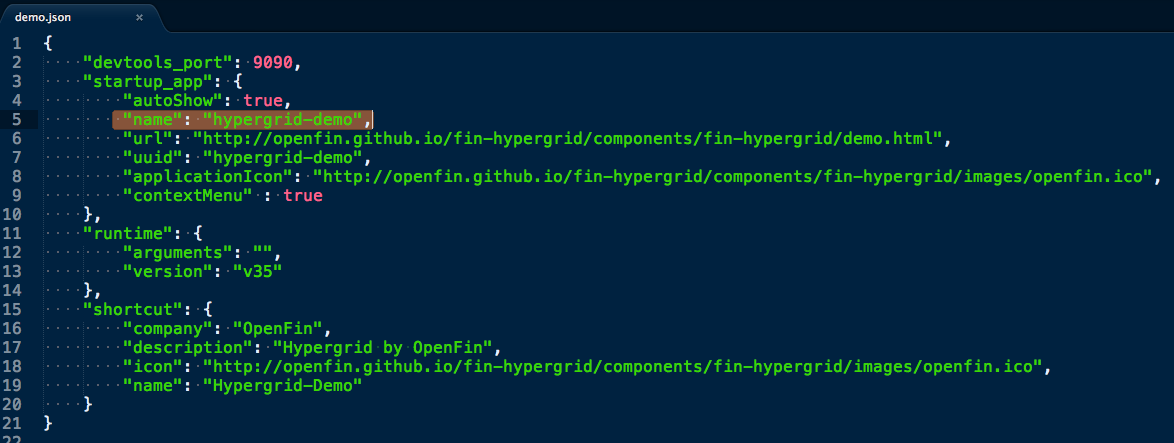 demo.json ×
1 {
2 "devtools_port": 9090,
3 "startup_app": {
4 "autoShow": true,
5 "name": "hypergrid-demo",
6 "url": "http://openfin.github.io/fin-hypergrid/components/fin-hypergrid/demo.html",
7 "uuid": "hypergrid-demo",
8 "applicationIcon": "http://openfin.github.io/fin-hypergrid/components/fin-hypergrid/images/openfin.ico",
9 "contextMenu" : true
10 },
11 "runtime": {
12 "arguments": "",
13 "version": "v35"
14 },
15 "shortcut": {
16 "company": "OpenFin",
17 "description": "Hypergrid by OpenFin",
18 "icon": "http://openfin.github.io/fin-hypergrid/components/fin-hypergrid/images/openfin.ico",
19 "name": "Hypergrid-Demo"
20 }
21 }
22